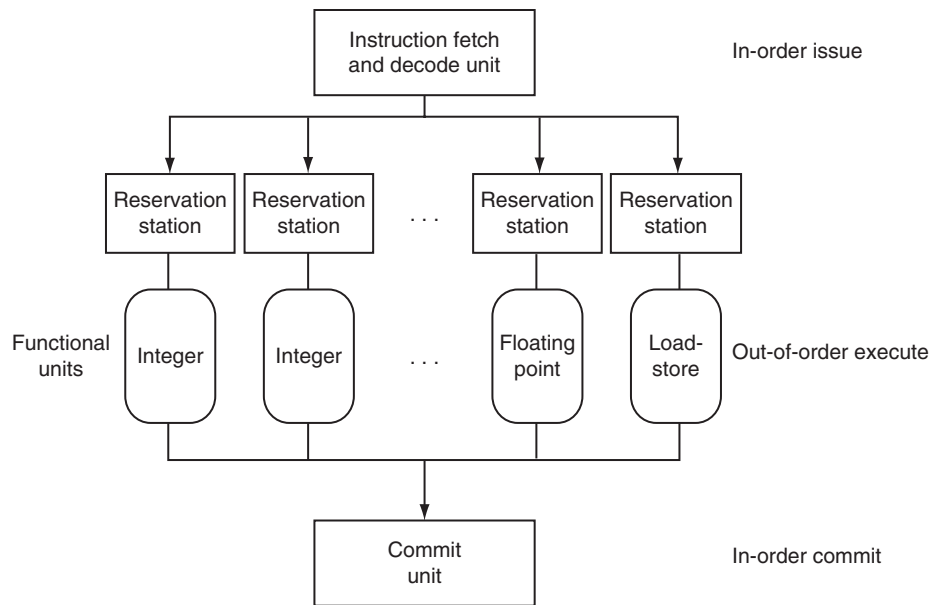 Instruction fetch
and decode unit
In-order issue
Reservation
station
Reservation
station
. . .
Reservation
station
Reservation
station
Functional
units
Integer
Integer
. . .
Floating
point
Load-
store
Out-of-order execute
Commit
unit
In-order commit